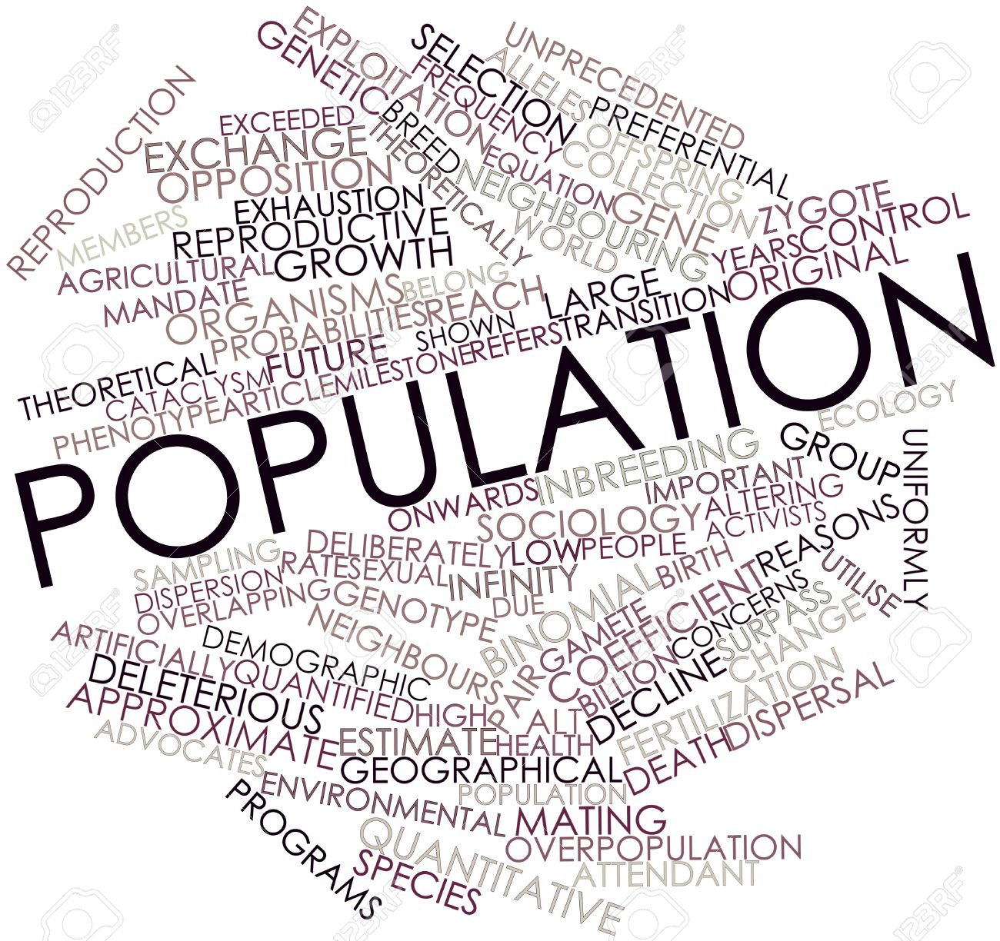 UNPRECEDENTED
EXPLOITATION
SELECTION
ALLELES
GENETIC
FREQUENCY
PREFERENTIAL
REPRODUCTION
EXCEEDED
BREED
OFFSPRING
EXCHANGE
THEORETICALLY
EQUATION
COLLECTION
OPPOSITION
NEIGHBOURING
EXHAUSTION
GENE
ZYGOTE
MEMBERS
REPRODUCTIVE
WORLD
YEARS CONTROL
AGRICULTURAL
GROWTH
ORIGINAL
MANDATE
ORGANISMS
BELONG
LARGE
PROBABILITIES
REACH
TRANSITION
THEORETICAL
FUTURE
SHOWN
REFERS
CATACLYSM
MILESTONE
PHENOTYPE
ARTICLE
POPULATION
ECOLOGY
GROUP
UNIFORMLY
INBREEDING
ONWARDS
IMPORTANT
SOCIOLOGY
ALTERING
ACTIVISTS
REASONS
DELIBERATELY
LOW
PEOPLE
SAMPLING
RATE
SEXUAL
INFINITY
BIRTH
UTILISE
DISPERSION
OVERLAPPING
GENOTYPE
DUE
BINOMIAL
COEFFICIENT
CONCERNS
SURPASS
CHANGE
NEIGHBOURS
GAMETE
PAIR
ARTIFICIALLY
DEMOGRAPHIC
QUANTIFIED
BILLION
DECLINE
DELETERIOUS
HIGH
ALT
FERTILIZATION
APPROXIMATE
ADVOCATES
ESTIMATE
HEALTH
DEATH
DISPERSAL
GEOGRAPHICAL
POPULATION
ENVIRONMENTAL
PROGRAMS
MATING
QUANTITATIVE
OVERPOPULATION
SPECIES
ATTENDANT
123RF